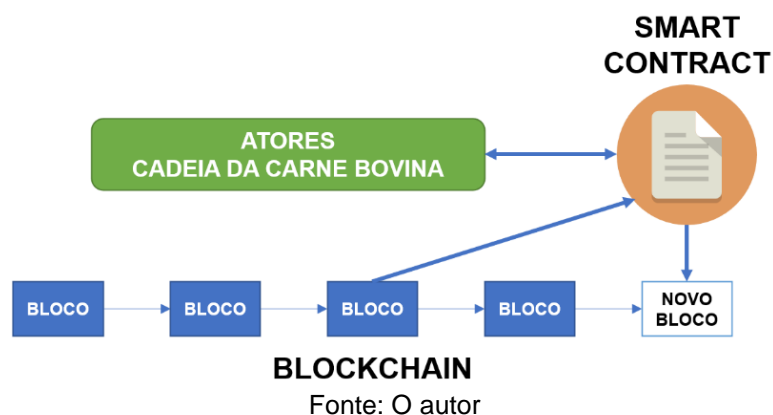 SMART
CONTRACT
ATORES
CADEIA DA CARNE BOVINA
BLOCO
BLOCO
BLOCO
BLOCO
NOVO
BLOCO
BLOCKCHAIN
Fonte: O autor